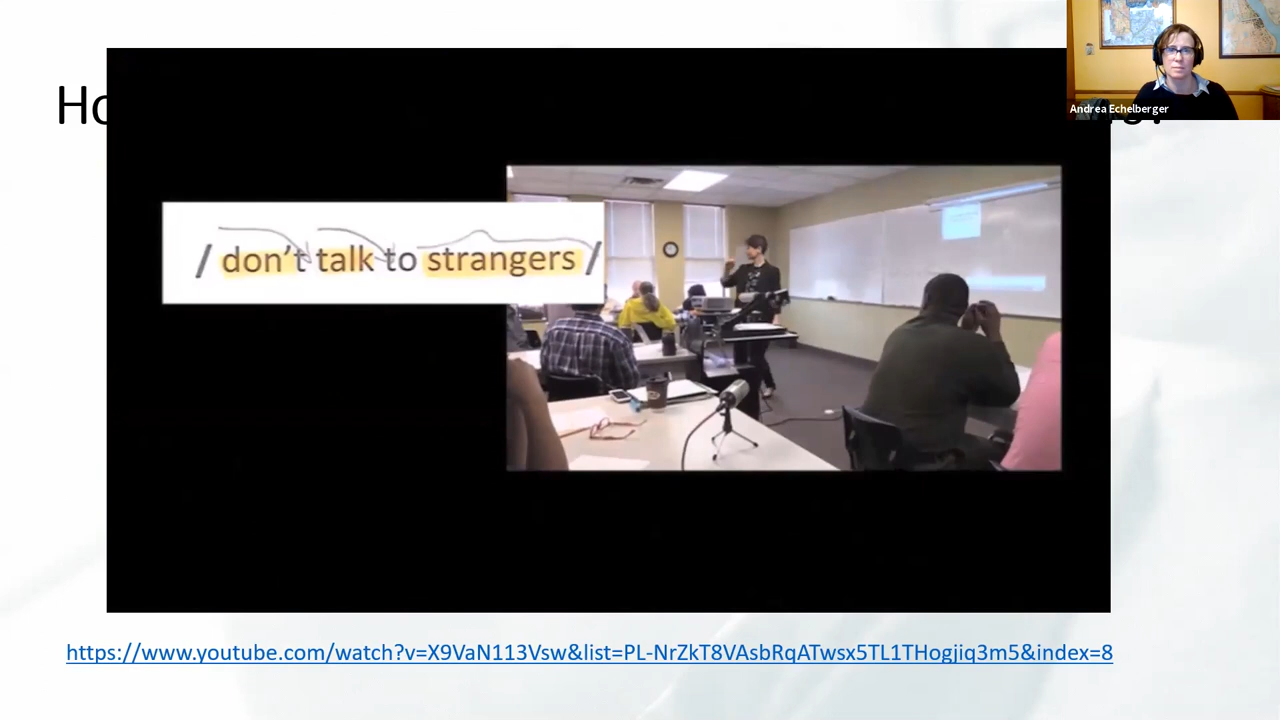 Ho
Andrea Echelberger
/ don't talk to strangers /
https://www.youtube.com/watch?v=X9VaN113Vsw&list=PL-NrZkT8VAsbRqATwsx5TL1THogjiq3m5&index=8